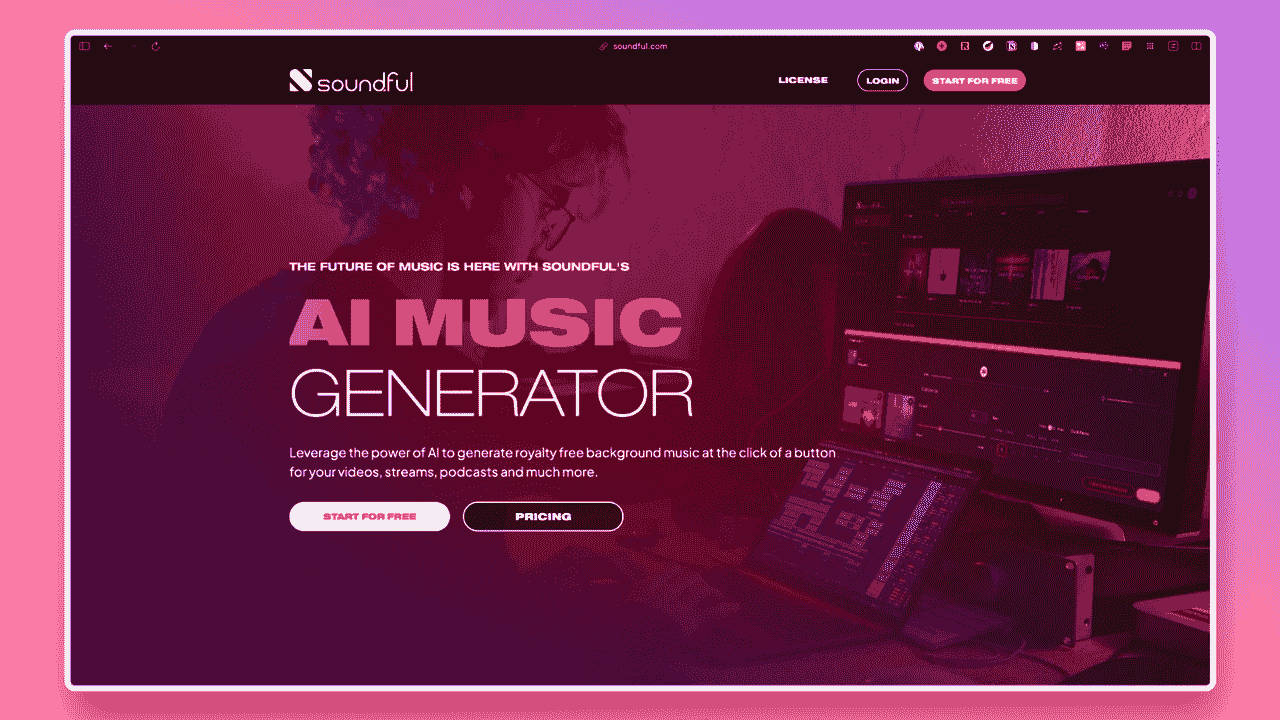 soundful.com
soundful
LICENSE
LOGIN
START FOR FREE
THE FUTURE OF MUSIC IS HERE WITH SOUNDFUL'S
AI MUSIC
GENERATOR
Leverage the power of AI to generate royalty free background music at the click of a button
for your videos, streams, podcasts and much more.
START FOR FREE
PRICING